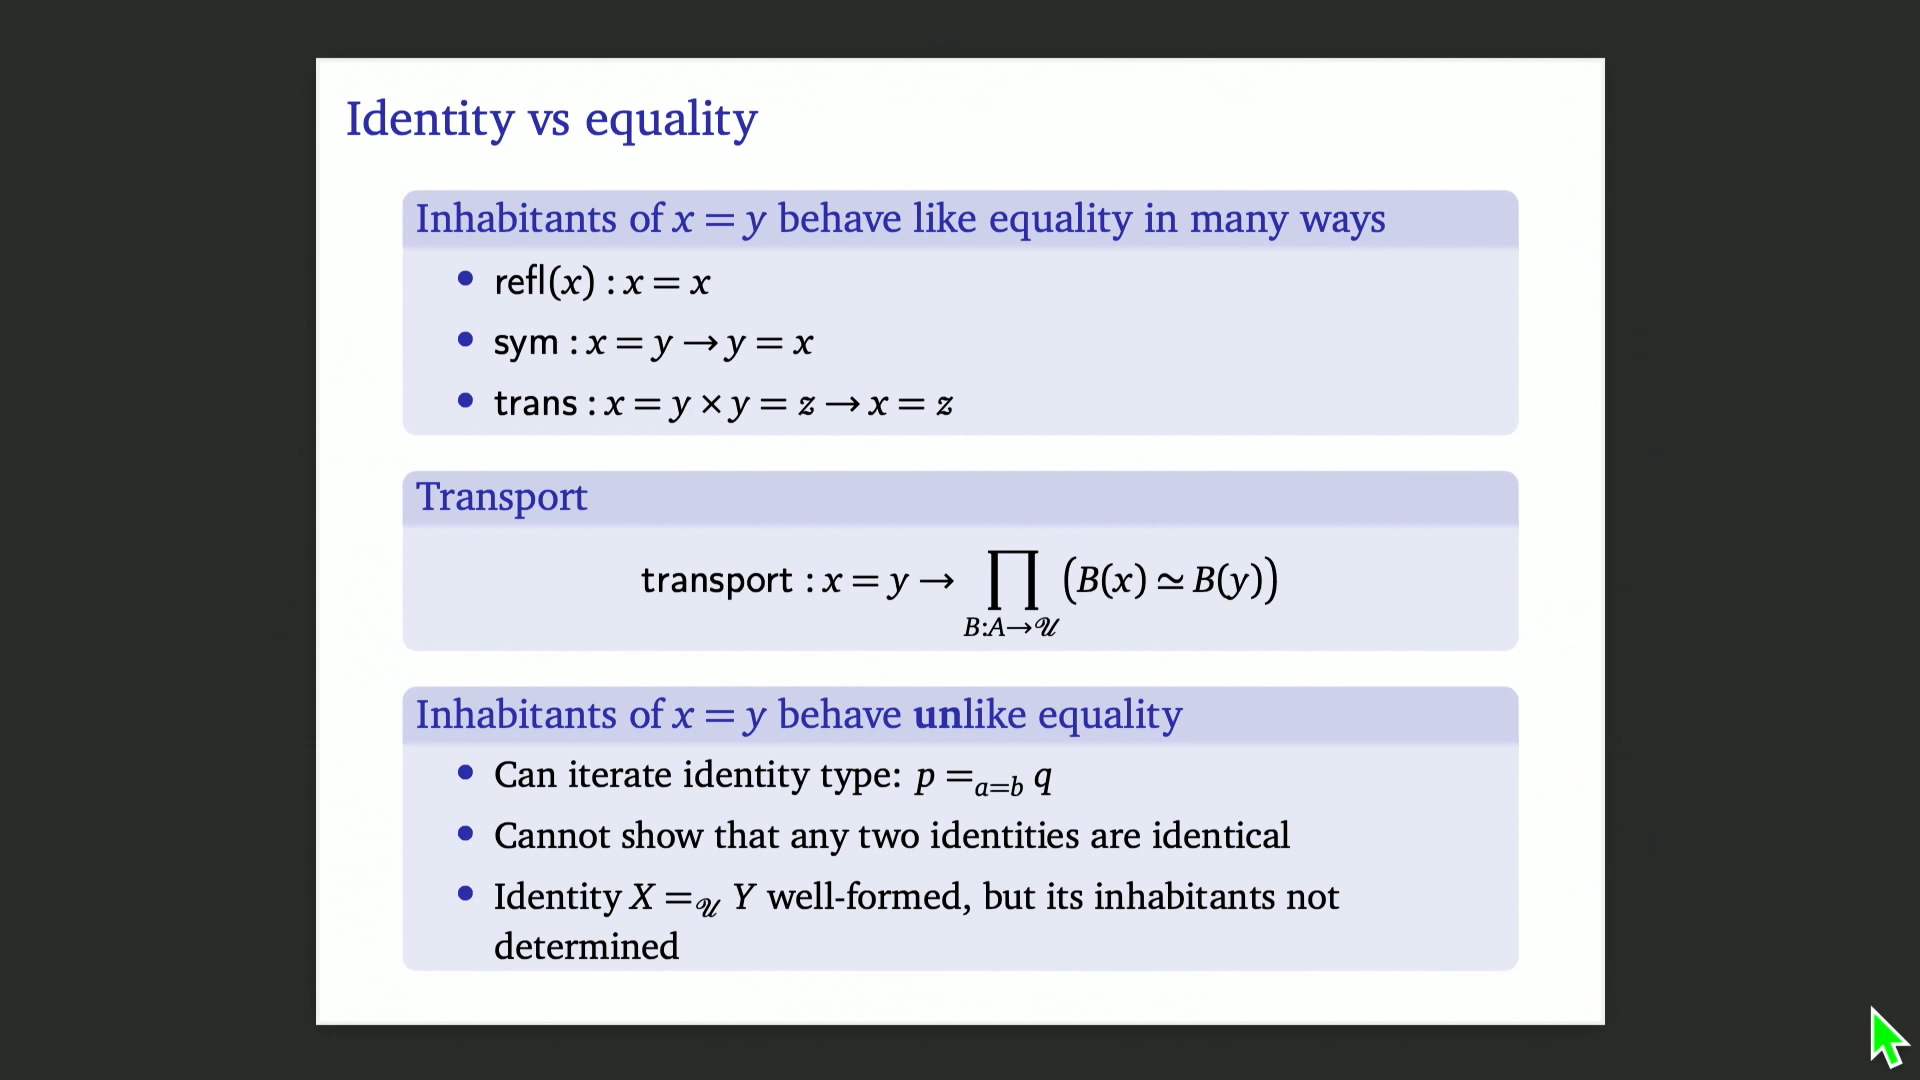 Identity vs equality
Inhabitants of x = y behave like equality in many ways
• refl(x) : x = x
• sym : x = y → y = x
• trans : x = y × y = z → x = z
Transport
transport : x = y → ∏ (B(x) ≃ B(y))
B:A→𝒰
Inhabitants of x = y behave unlike equality
• Can iterate identity type: p =ₐ₌b q
• Cannot show that any two identities are identical
• Identity X =𝒰 Y well-formed, but its inhabitants not
determined